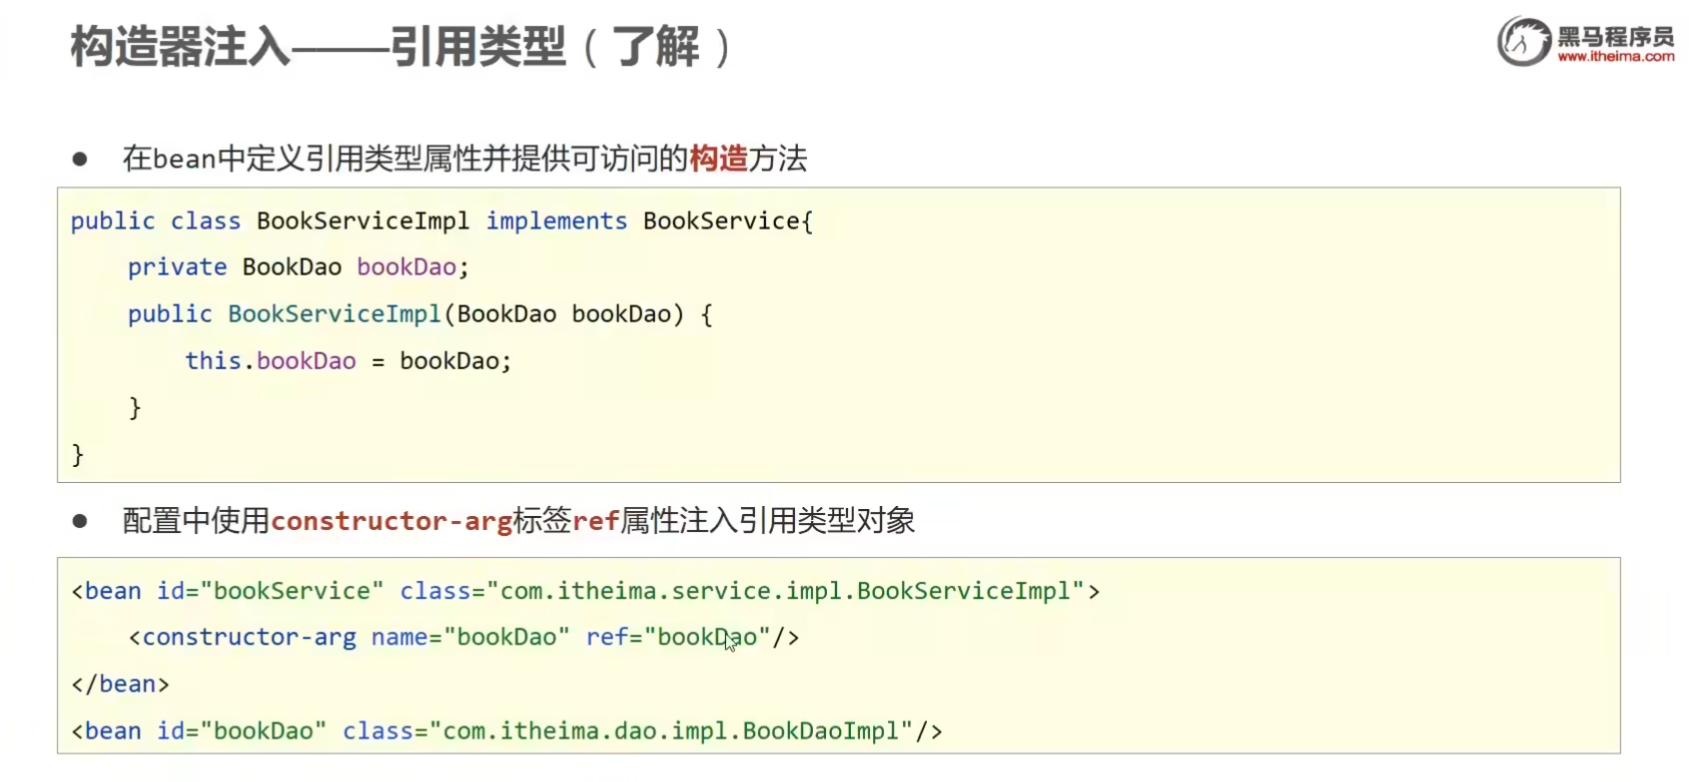 构造器注入——引用类型（了解）
黑马程序员
www.itheima.com
● 在bean中定义引用类型属性并提供可访问的构造方法
public class BookServiceImpl implements BookService{
    private BookDao bookDao;
    public BookServiceImpl(BookDao bookDao) {
        this.bookDao = bookDao;
    }
}
● 配置中使用constructor-arg标签ref属性注入引用类型对象
<bean id="bookService" class="com.itheima.service.impl.BookServiceImpl">
    <constructor-arg name="bookDao" ref="bookDao"/>
</bean>
<bean id="bookDao" class="com.itheima.dao.impl.BookDaoImpl"/>